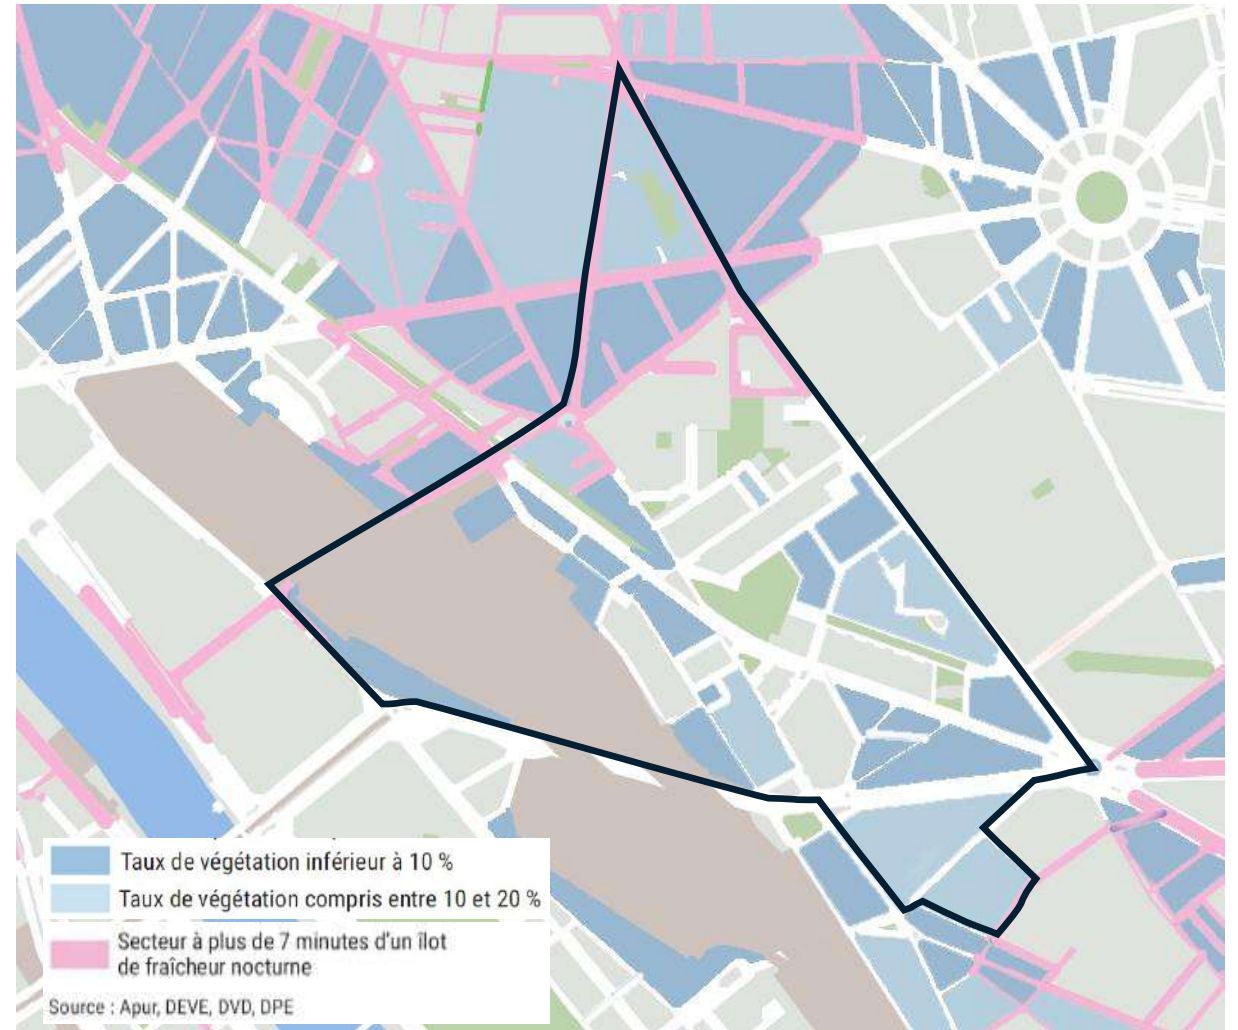 Taux de végétation inférieur à 10 %
Taux de végétation compris entre 10 et 20 %
Secteur à plus de 7 minutes d'un îlot
de fraîcheur nocturne
Source : Apur, DEVE, DVD, DPE